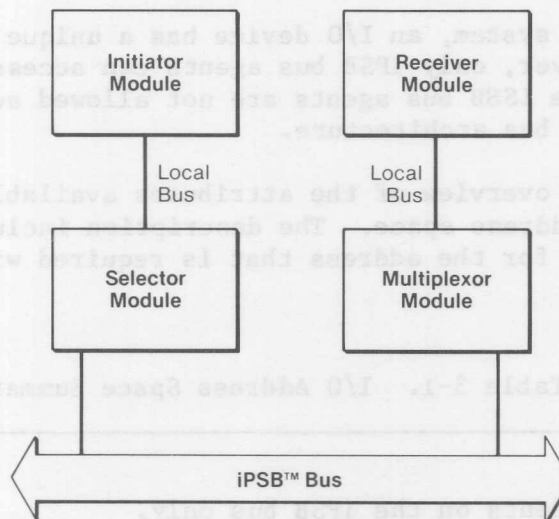 Initiator
Module
Receiver
Module
Local
Bus
Local
Bus
Selector
Module
Multiplexor
Module
iPSB™ Bus